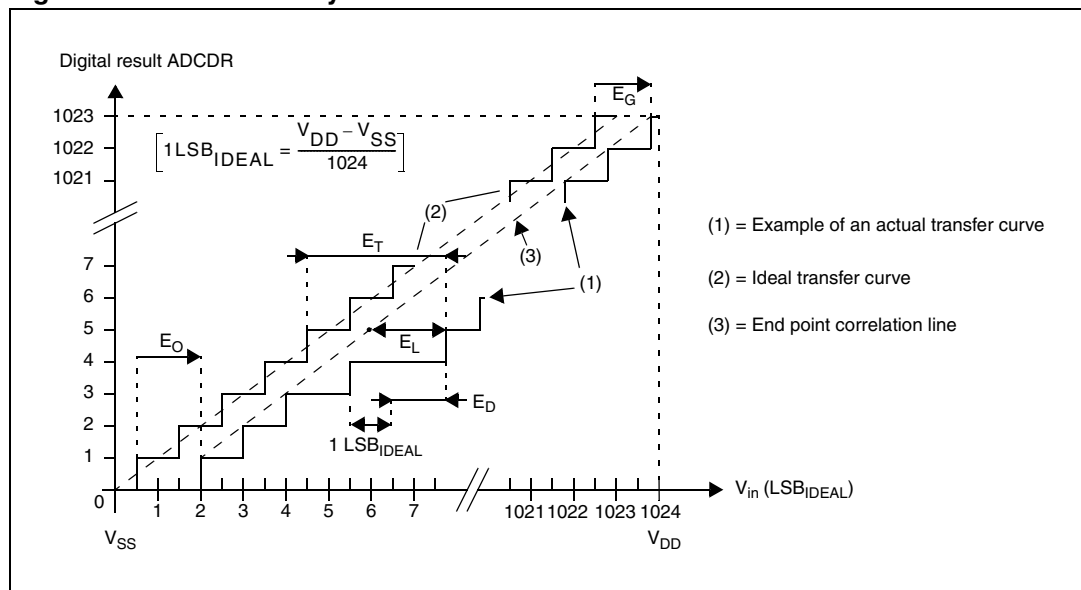 Digital result ADCDR
E_G
1023
1022
1021
[1LSB_IDEAL = (V_DD – V_SS) / 1024]
(2)
E_T
(3)
(1)
7
6
5
4
3
2
1
0
E_O
E_L
E_D
1 LSB_IDEAL
1 2 3 4 5 6 7
1021 1022 1023 1024
V_in (LSB_IDEAL)
V_SS
V_DD
(1) = Example of an actual transfer curve
(2) = Ideal transfer curve
(3) = End point correlation line